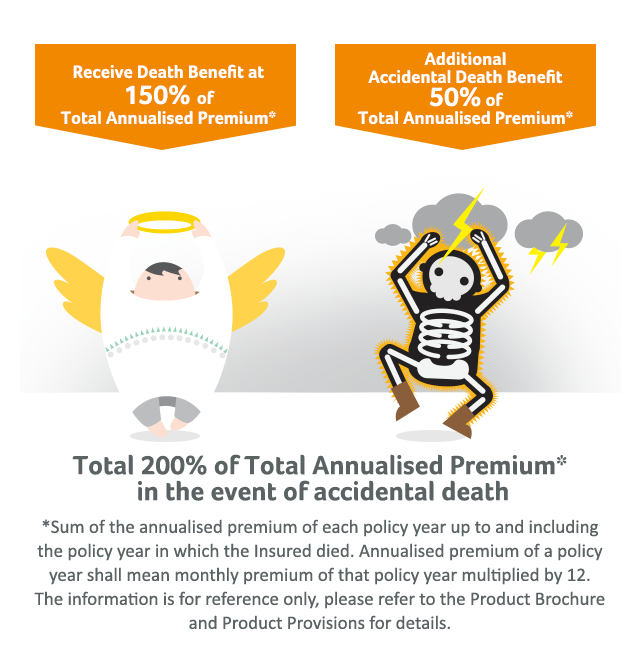 Receive Death Benefit at
150% of
Total Annualised Premium*
Additional
Accidental Death Benefit
50% of
Total Annualised Premium*
Total 200% of Total Annualised Premium*
in the event of accidental death
*Sum of the annualised premium of each policy year up to and including
the policy year in which the Insured died. Annualised premium of a policy
year shall mean monthly premium of that policy year multiplied by 12.
The information is for reference only, please refer to the Product Brochure
and Product Provisions for details.